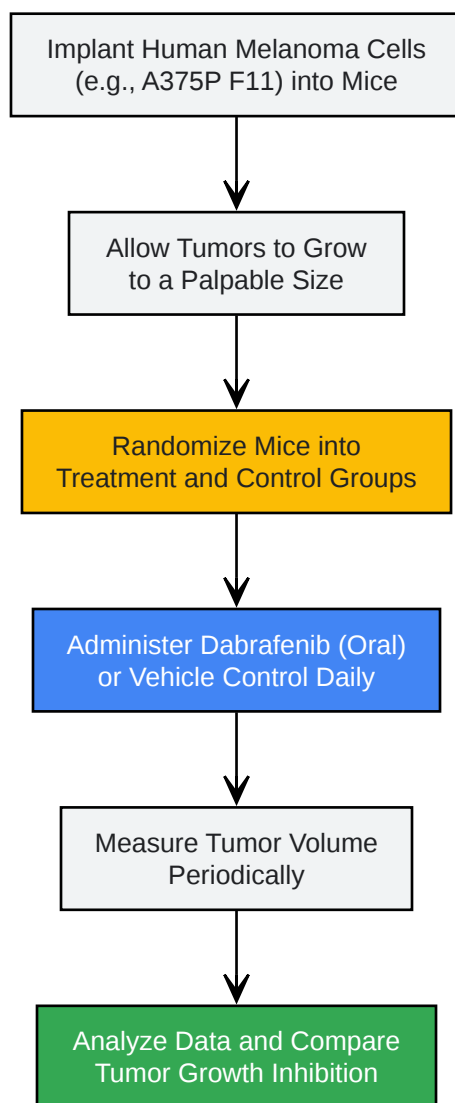 Implant Human Melanoma Cells
(e.g., A375P F11) into Mice
Allow Tumors to Grow
to a Palpable Size
Randomize Mice into
Treatment and Control Groups
Administer Dabrafenib (Oral)
or Vehicle Control Daily
Measure Tumor Volume
Periodically
Analyze Data and Compare
Tumor Growth Inhibition